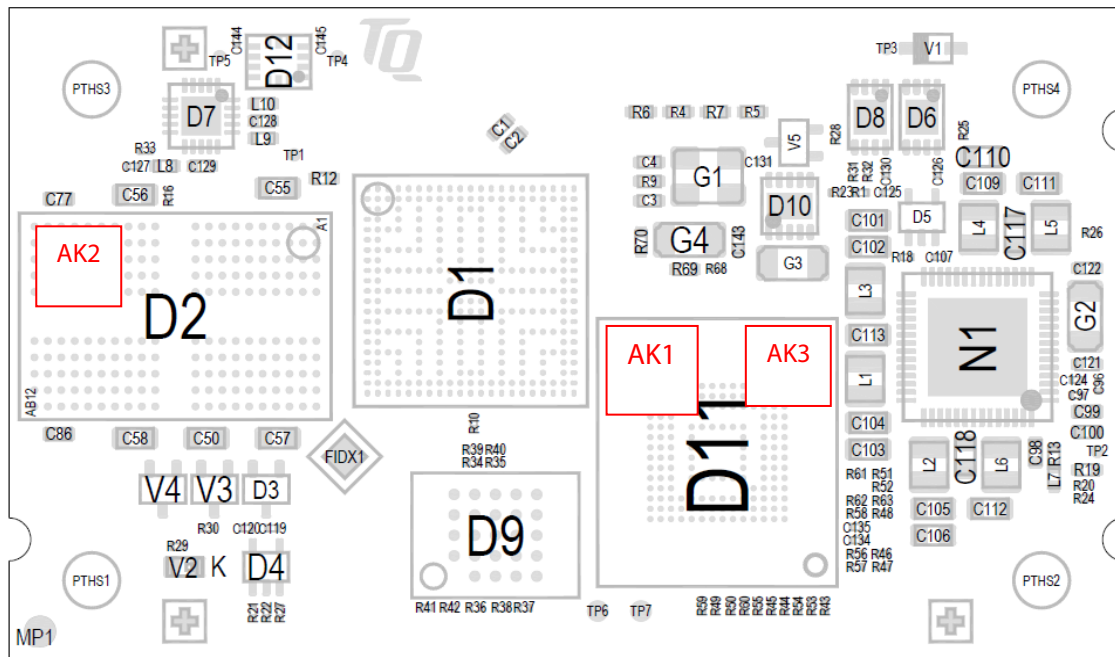 C144
D12
C145
TQ
TP5
TP4
TP3
V1
PTHS3
PTHS4
L10
C128
L9
D7
R33
C127
L8
C129
TP1
C1
C2
R6
R4
R7
R5
V5
R28
D8
D6
R25
C110
R31
R32
C130
C126
C4
R9
C3
G1
C131
D10
R23
R1
C125
C109
C111
C77
C56
R16
C55
R12
A1
AK2
D2
AB12
D1
R70
G4
C143
R69
R68
G3
C101
C102
D5
R18
C107
L4
C117
L5
R26
C122
L3
C113
L1
N1
G2
C121
C124
C96
C97
C99
C100
TP2
AK1
AK3
D11
C104
C103
C86
C58
C50
C57
FIDX1
R10
R39
R40
R34
R35
R61
R51
R52
R62
R63
R58
R48
C135
C134
R56
R46
R57
R47
L2
C118
L6
C98
R13
L7
R19
R20
R24
C105
C112
C106
V4
V3
D3
R30
C120
C119
R29
V2
K
D4
D9
PTHS1
PTHS2
R21
R22
R27
R41
R42
R36
R38
R37
TP6
TP7
R59
R49
R50
R60
R55
R45
R44
R54
R53
R43
MP1